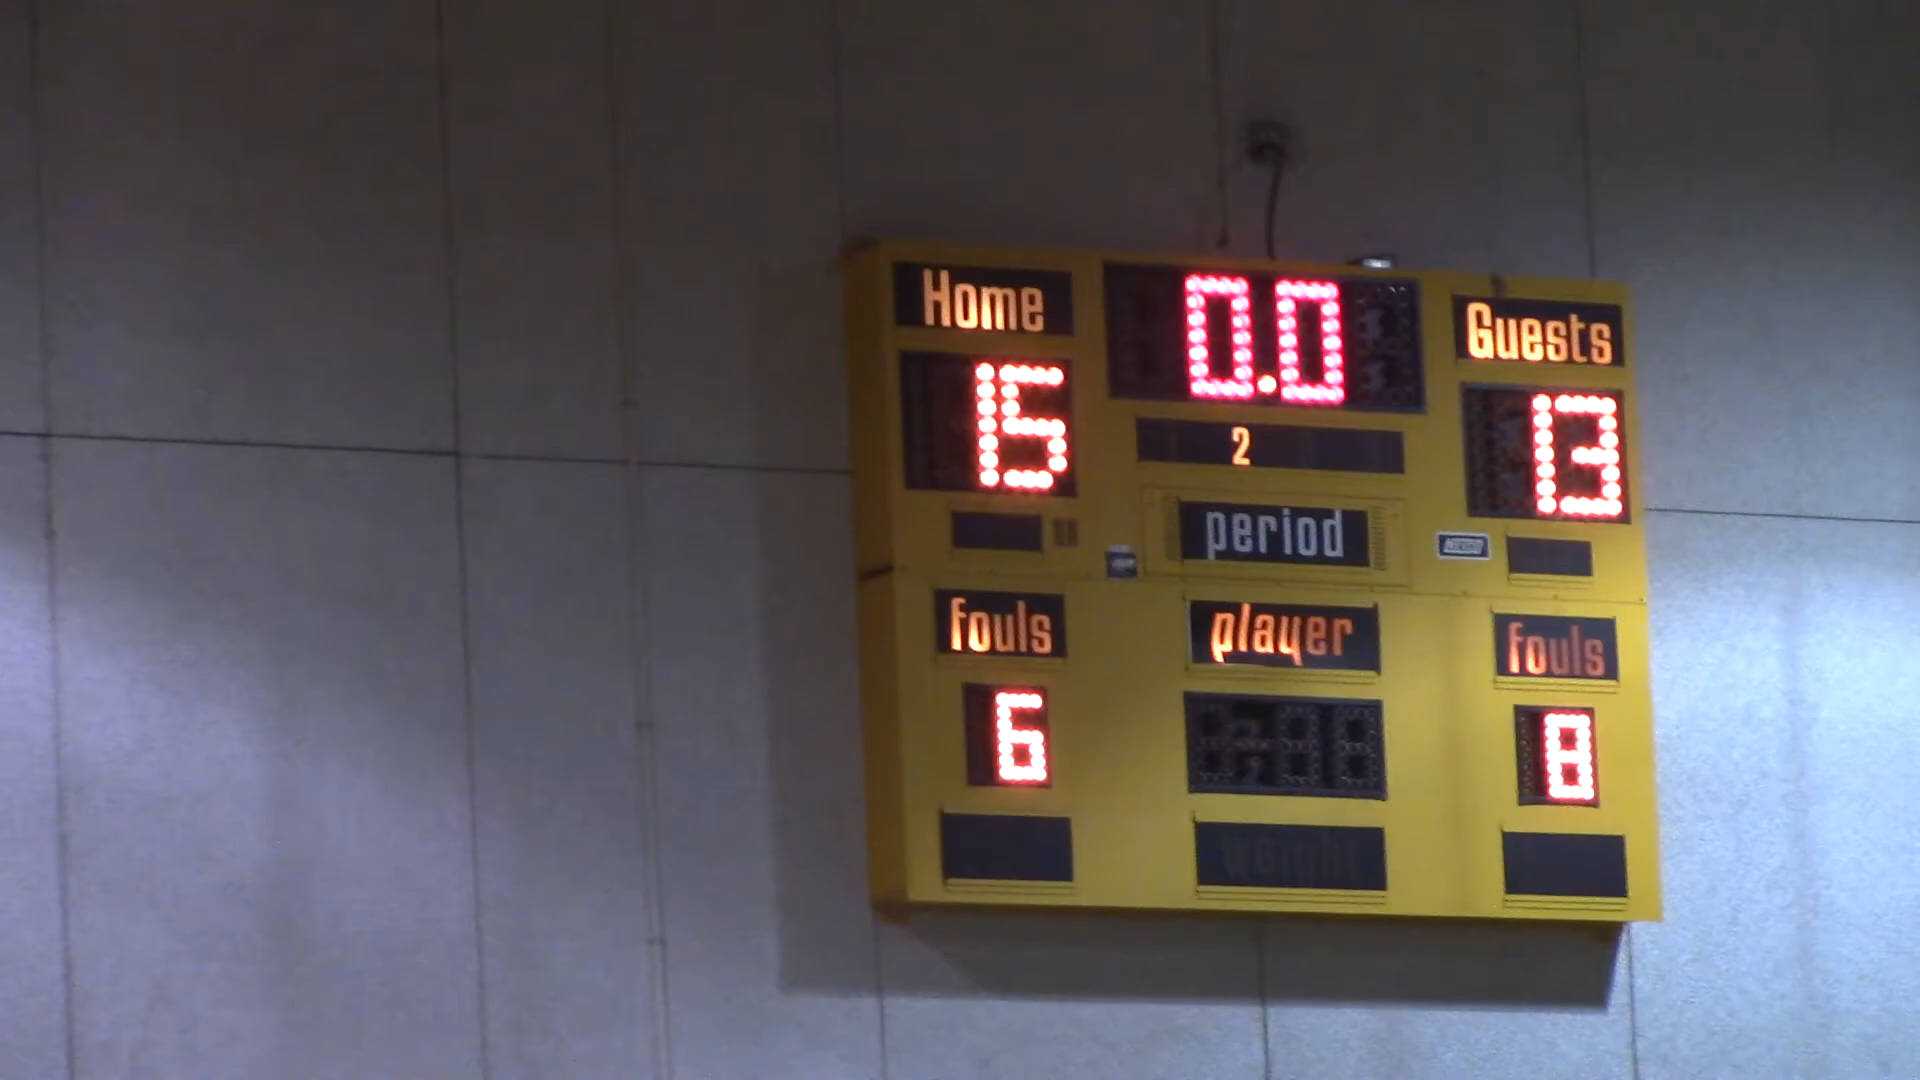 Home 0.0 Guests
15 13
2
period
fouls player fouls
6 8